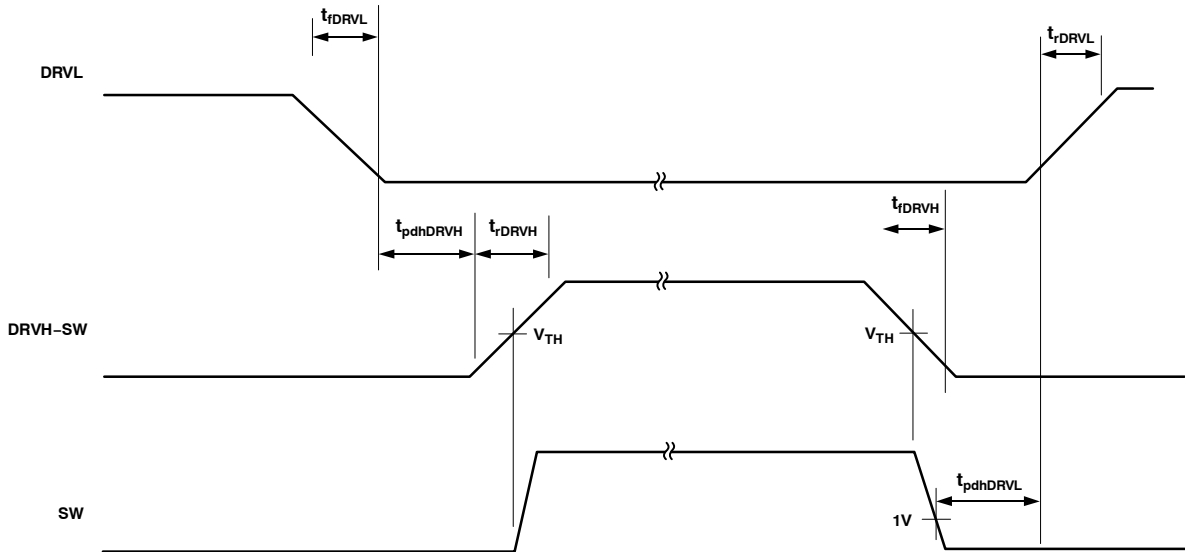 tfDRVL
trDRVL
DRVL
tfDRVH
tpdhDRVH
trDRVH
DRVH–SW
VTH
VTH
tpdhDRVL
SW
1V